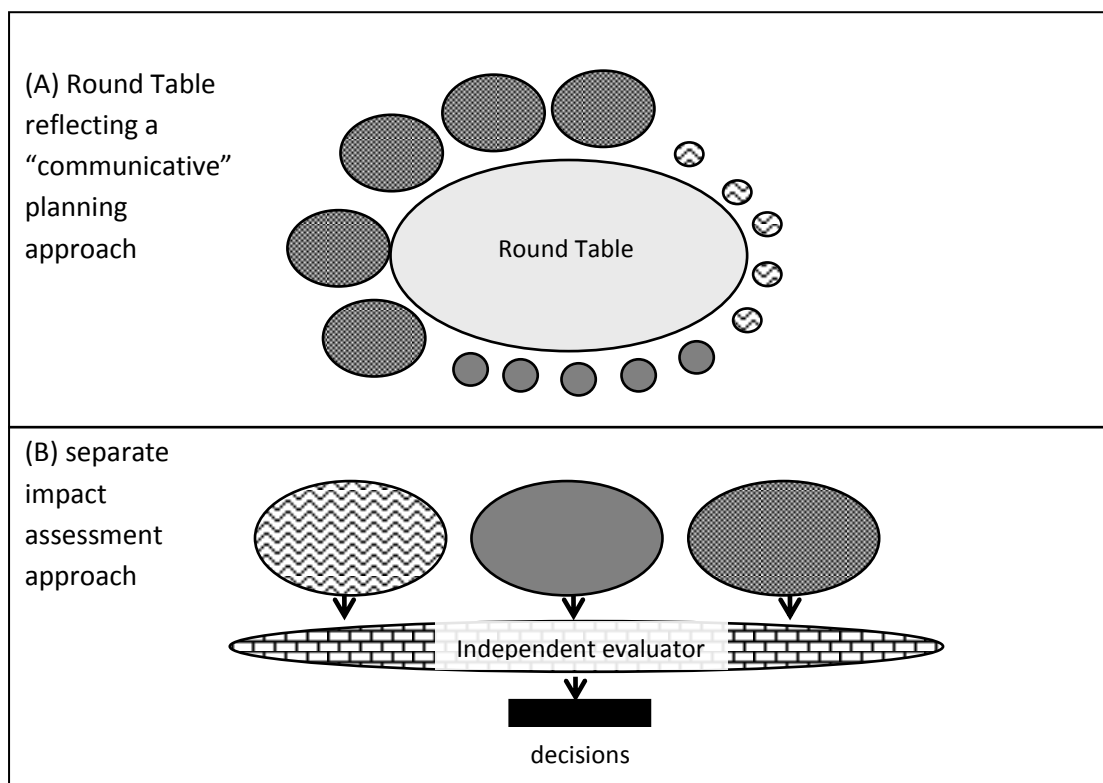 (A) Round Table
reflecting a
“communicative”
planning
approach
Round Table
(B) separate
impact
assessment
approach
Independent evaluator
decisions